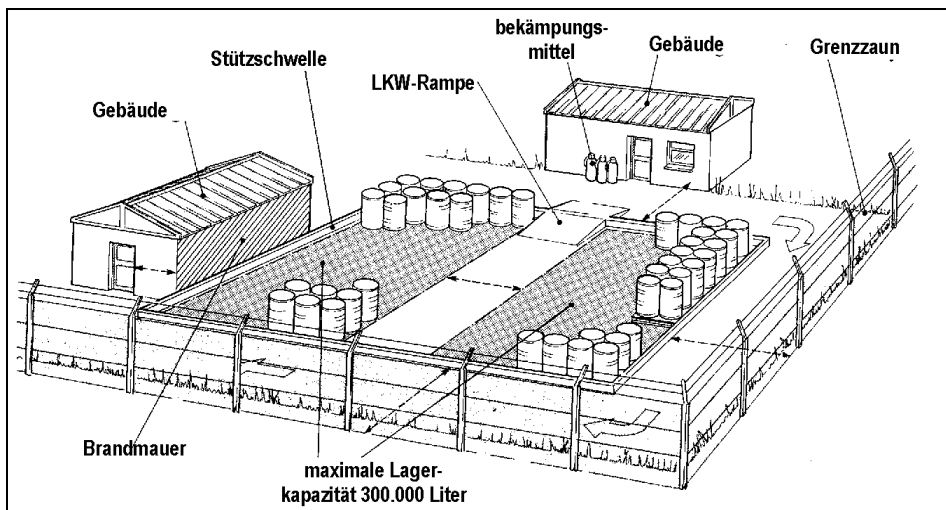 bekämpungs-
mittel
Gebäude
Grenzzaun
Stützschwelle
LKW-Rampe
Gebäude
Brandmauer
maximale Lager-
kapazität 300.000 Liter